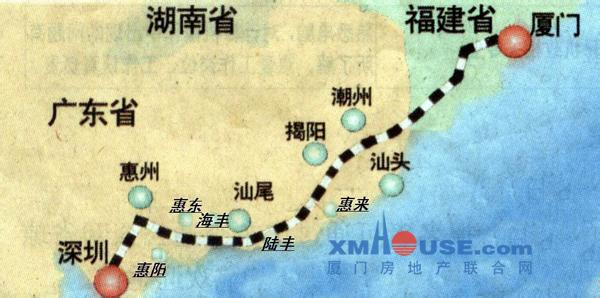 湖南省
福建省
厦门
广东省
潮州
揭阳
汕头
惠州
惠东
海丰
汕尾
惠来
陆丰
深圳
惠阳
XMHOUSE.com
厦门房地产联合网